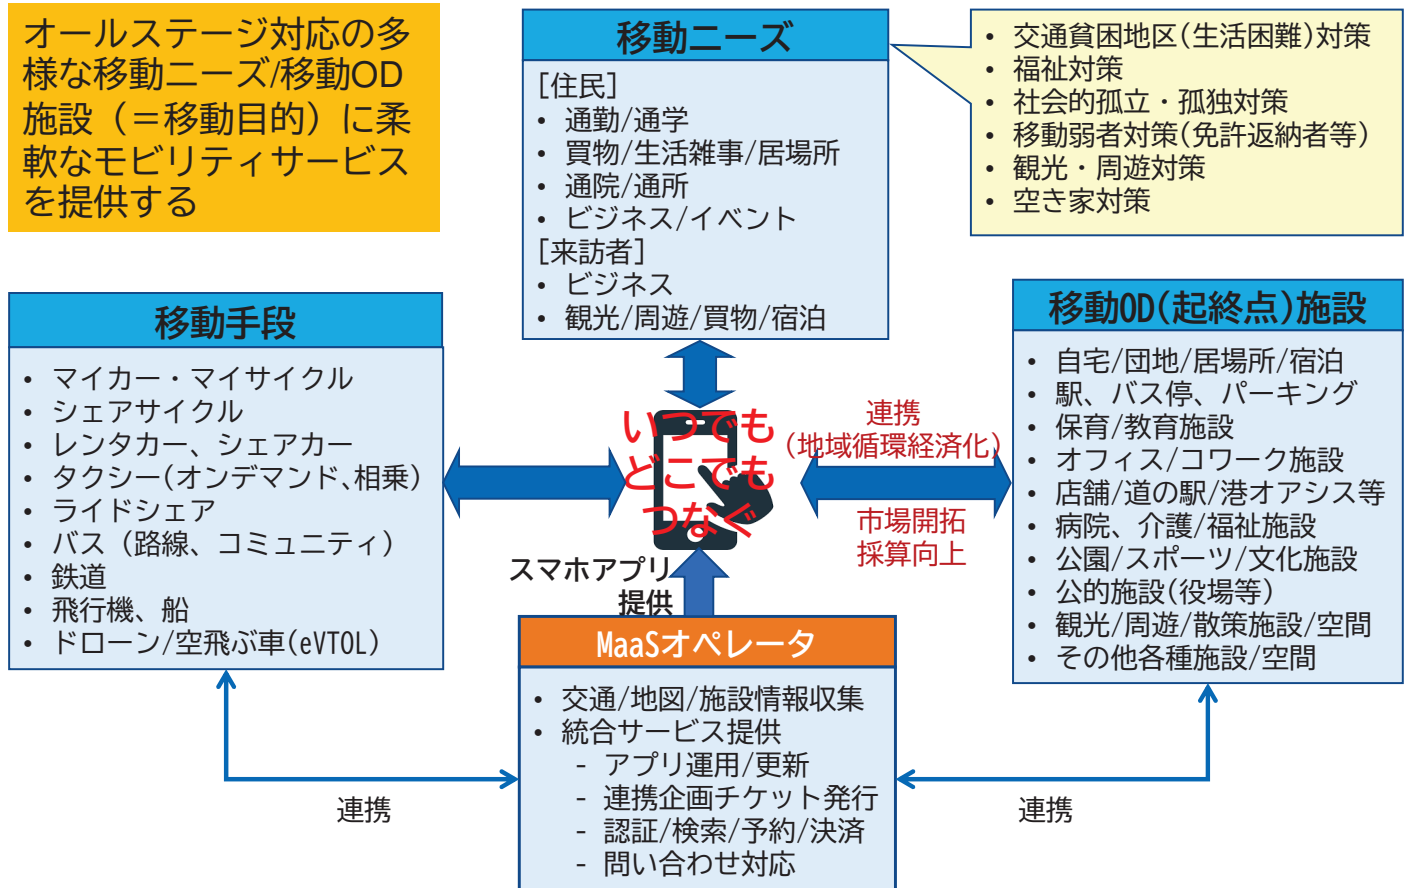 オールステージ対応の多
様な移動ニーズ/移動OD
施設（＝移動目的）に柔
軟なモビリティサービス
を提供する
移動ニーズ
[住民]
• 通勤/通学
• 買物/生活雑事/居場所
• 通院/通所
• ビジネス/イベント
[来訪者]
• ビジネス
• 観光/周遊/買物/宿泊
• 交通貧困地区(生活困難)対策
• 福祉対策
• 社会的孤立・孤独対策
• 移動弱者対策(免許返納者等)
• 観光・周遊対策
• 空き家対策
移動手段
• マイカー・マイサイクル
• シェアサイクル
• レンタカー、シェアカー
• タクシー(オンデマンド、相乗)
• ライドシェア
• バス（路線、コミュニティ）
• 鉄道
• 飛行機、船
• ドローン/空飛ぶ車(eVTOL)
いつでも
どこでも
つなぐ
連携
（地域循環経済化）
市場開拓
採算向上
移動OD(起終点)施設
• 自宅/団地/居場所/宿泊
• 駅、バス停、パーキング
• 保育/教育施設
• オフィス/コワーク施設
• 店舗/道の駅/港オアシス等
• 病院、介護/福祉施設
• 公園/スポーツ/文化施設
• 公的施設(役場等)
• 観光/周遊/散策施設/空間
• その他各種施設/空間
スマホアプリ
提供
MaaSオペレータ
• 交通/地図/施設情報収集
• 統合サービス提供
- アプリ運用/更新
- 連携企画チケット発行
- 認証/検索/予約/決済
- 問い合わせ対応
連携
連携